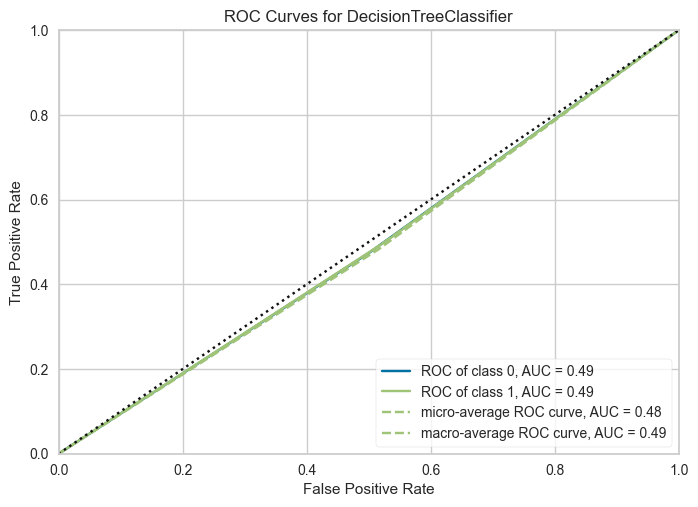 ROC Curves for DecisionTreeClassifier
1.0
0.8
0.6
0.4
0.2
0.0
True Positive Rate
ROC of class 0, AUC = 0.49
ROC of class 1, AUC = 0.49
micro-average ROC curve, AUC = 0.48
macro-average ROC curve, AUC = 0.49
0.0 0.2 0.4 0.6 0.8 1.0
False Positive Rate